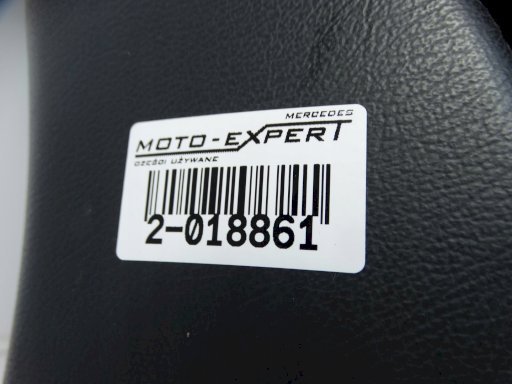 MERCEDES
MOTO-EXPERT
CZĘŚCI UŻYWANE
2-018861